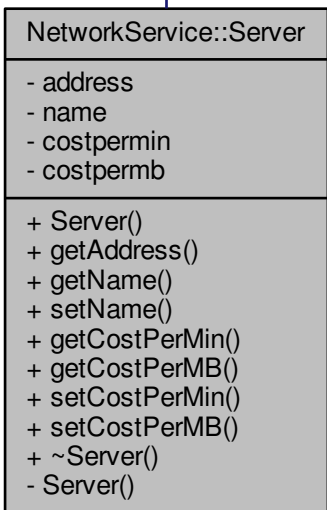 NetworkService::Server
- address
- name
- costpermin
- costpermb
+ Server()
+ getAddress()
+ getName()
+ setName()
+ getCostPerMin()
+ getCostPerMB()
+ setCostPerMin()
+ setCostPerMB()
+ ~Server()
- Server()